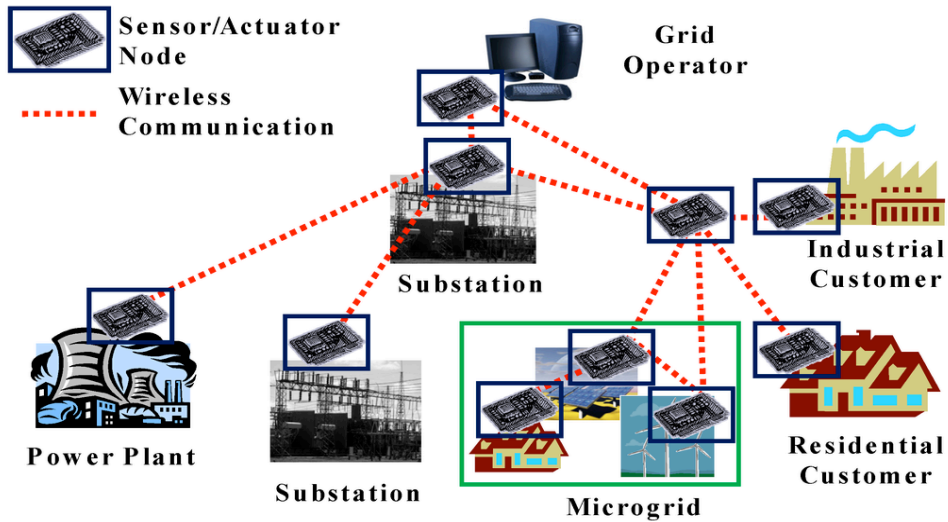 Sensor/Actuator
Node
Wireless
Communication
Grid
Operator
Substation
Industrial
Customer
Power Plant
Substation
Microgrid
Residential
Customer